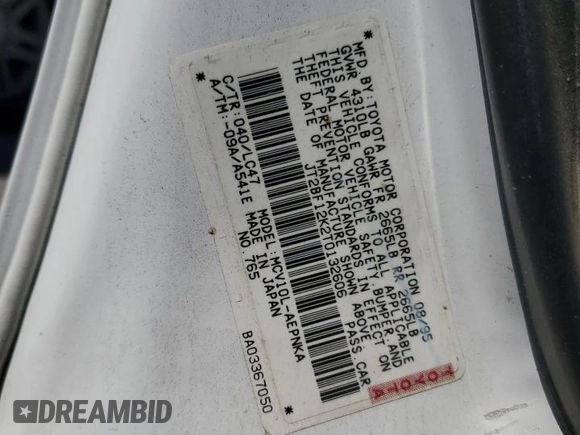 MFD BY: TOYOTA MOTOR CORPORATION 08/95
GVWR 4310LB GAWR FR 2665LB RR 2665LB
THIS VEHICLE CONFORMS TO ALL APPLICABLE
FEDERAL MOTOR VEHICLE SAFETY BUMPER AND
THEFT PREVENTION STANDARDS IN EFFECT ON
THE DATE OF MANUFACTURE SHOWN ABOVE
PASS.CAR
*JT2BF12K2T0132606*
C/TR:040/LC47 MODEL:MCV10L-AEPNKA
A/TM:-09A/A541E MADE IN JAPAN
NO.765
BA03367050
TOYOTA
DREAMBID